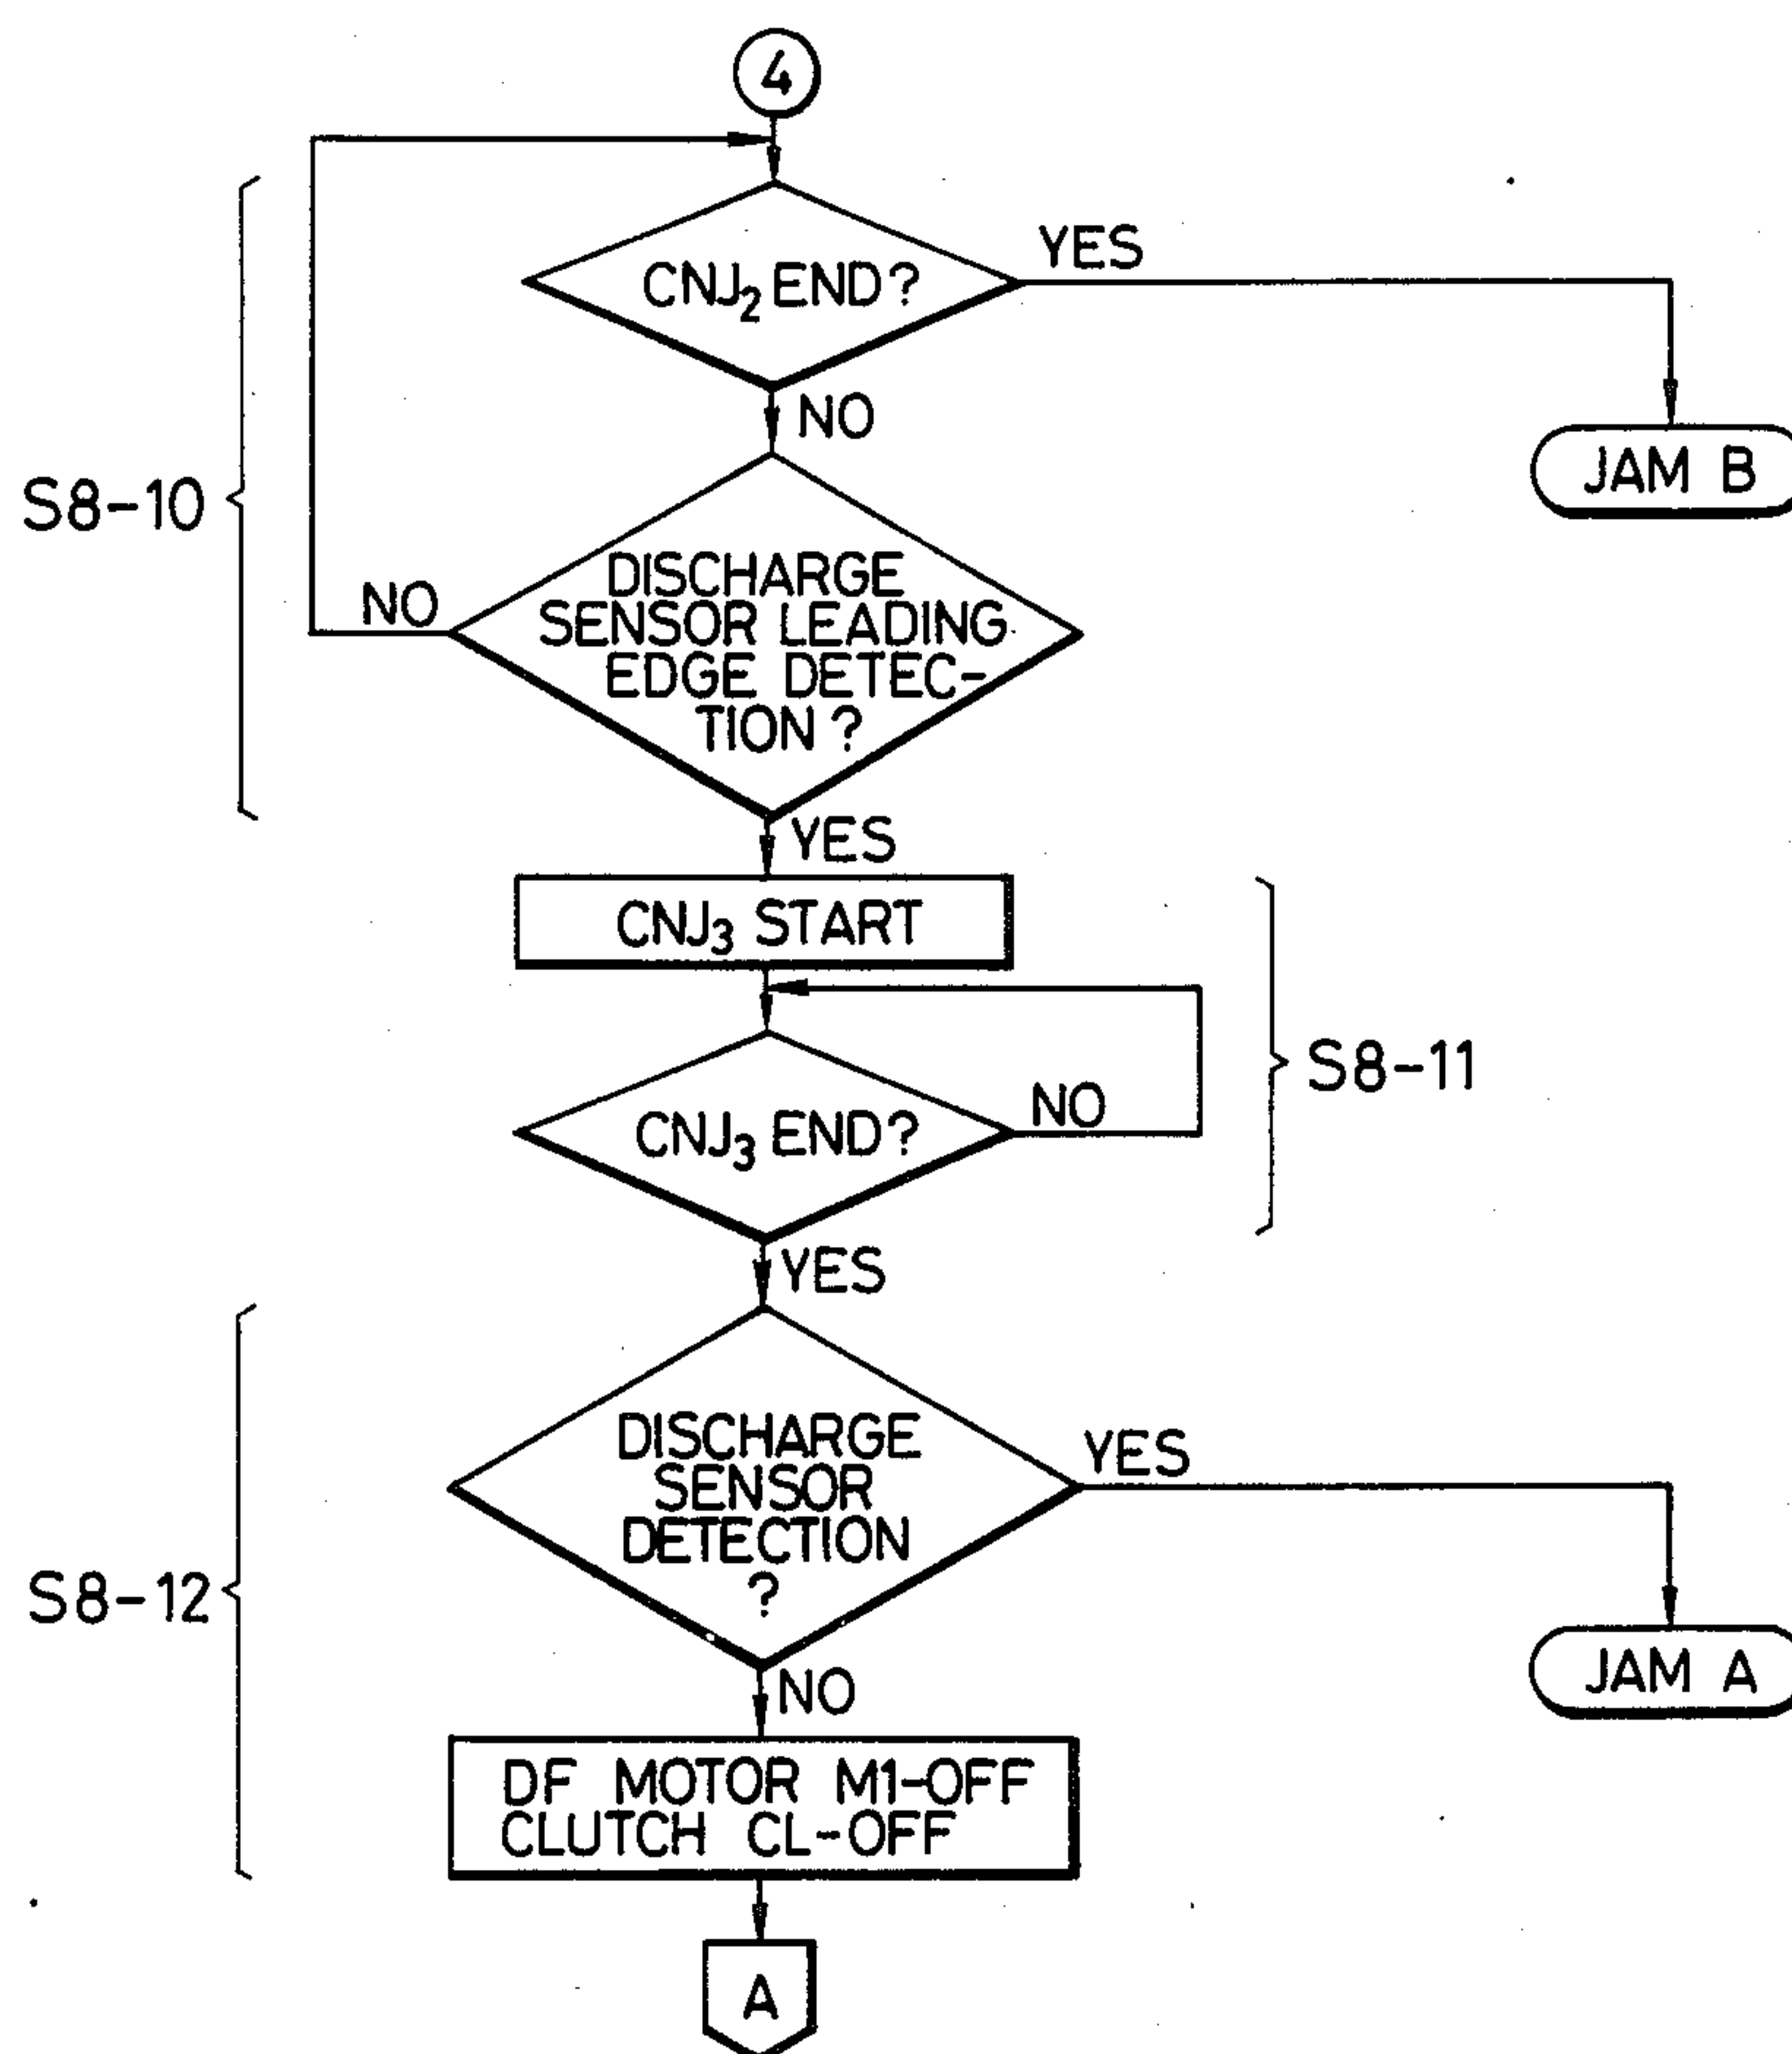 4
CNJ₂ END?
YES
NO
JAM B
S8-10
DISCHARGE
SENSOR LEADING
EDGE DETEC-
TION?
NO
YES
CNJ₃ START
CNJ₃ END?
NO
S8-11
YES
DISCHARGE
SENSOR
DETECTION
?
YES
S8-12
JAM A
NO
DF MOTOR M1-OFF
CLUTCH CL-OFF
A